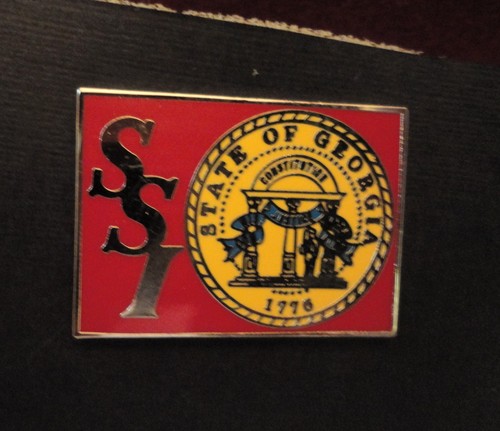 SSI
STATE OF GEORGIA
CONSTITUTION
1776